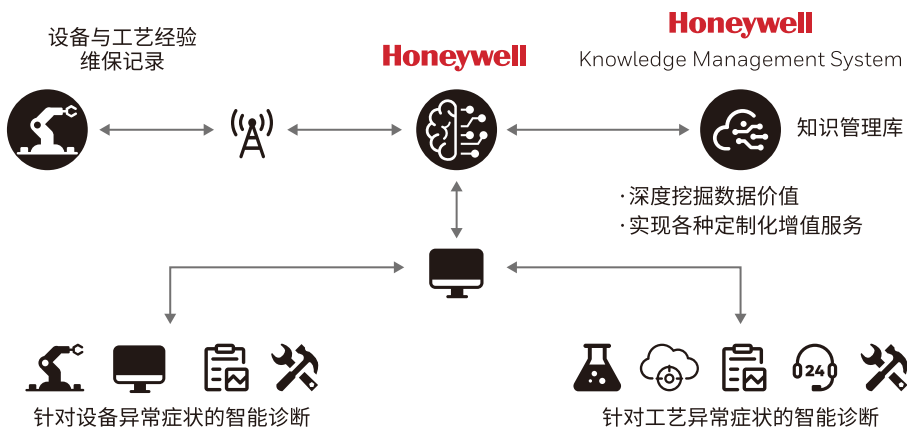 设备与工艺经验
维保记录
Honeywell
Honeywell
Knowledge Management System
知识管理库
·深度挖掘数据价值
·实现各种定制化增值服务
24
针对设备异常症状的智能诊断
针对工艺异常症状的智能诊断